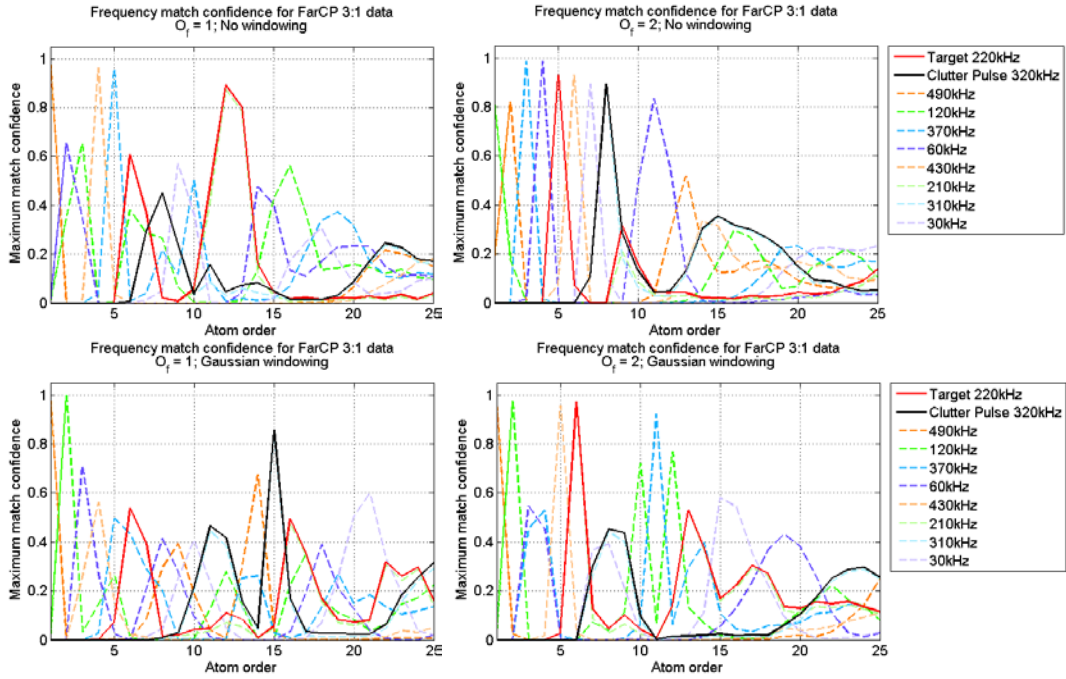 Frequency match confidence for FarCP 3:1 data
O_f = 1; No windowing
Maximum match confidence
1
0.8
0.6
0.4
0.2
0
5 10 15 20 25
Atom order
Frequency match confidence for FarCP 3:1 data
O_f = 2; No windowing
Maximum match confidence
1
0.8
0.6
0.4
0.2
0
5 10 15 20 25
Atom order
Target 220kHz
Clutter Pulse 320kHz
490kHz
120kHz
370kHz
60kHz
430kHz
210kHz
310kHz
30kHz
Frequency match confidence for FarCP 3:1 data
O_f = 1; Gaussian windowing
Maximum match confidence
1
0.8
0.6
0.4
0.2
0
5 10 15 20 25
Atom order
Frequency match confidence for FarCP 3:1 data
O_f = 2; Gaussian windowing
Maximum match confidence
1
0.8
0.6
0.4
0.2
0
5 10 15 20 25
Atom order
Target 220kHz
Clutter Pulse 320kHz
490kHz
120kHz
370kHz
60kHz
430kHz
210kHz
310kHz
30kHz